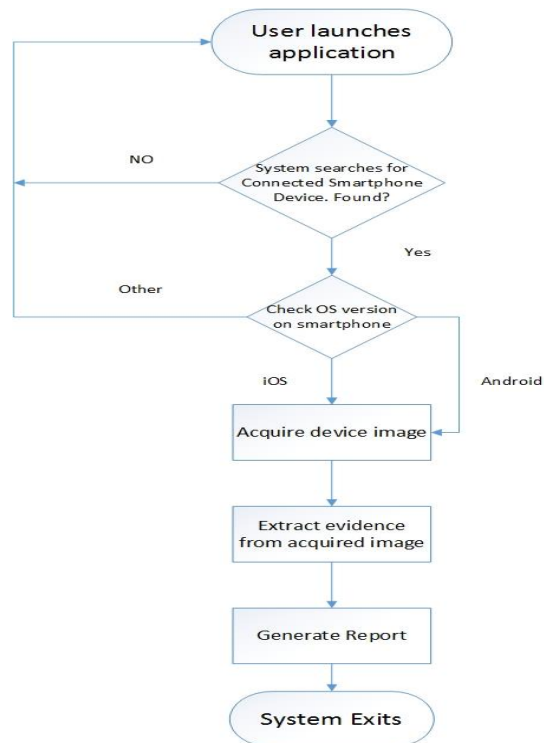 User launches
application
NO
System searches for
Connected Smartphone
Device. Found?
Yes
Other
Check OS version
on smartphone
iOS
Android
Acquire device image
Extract evidence
from acquired image
Generate Report
System Exits